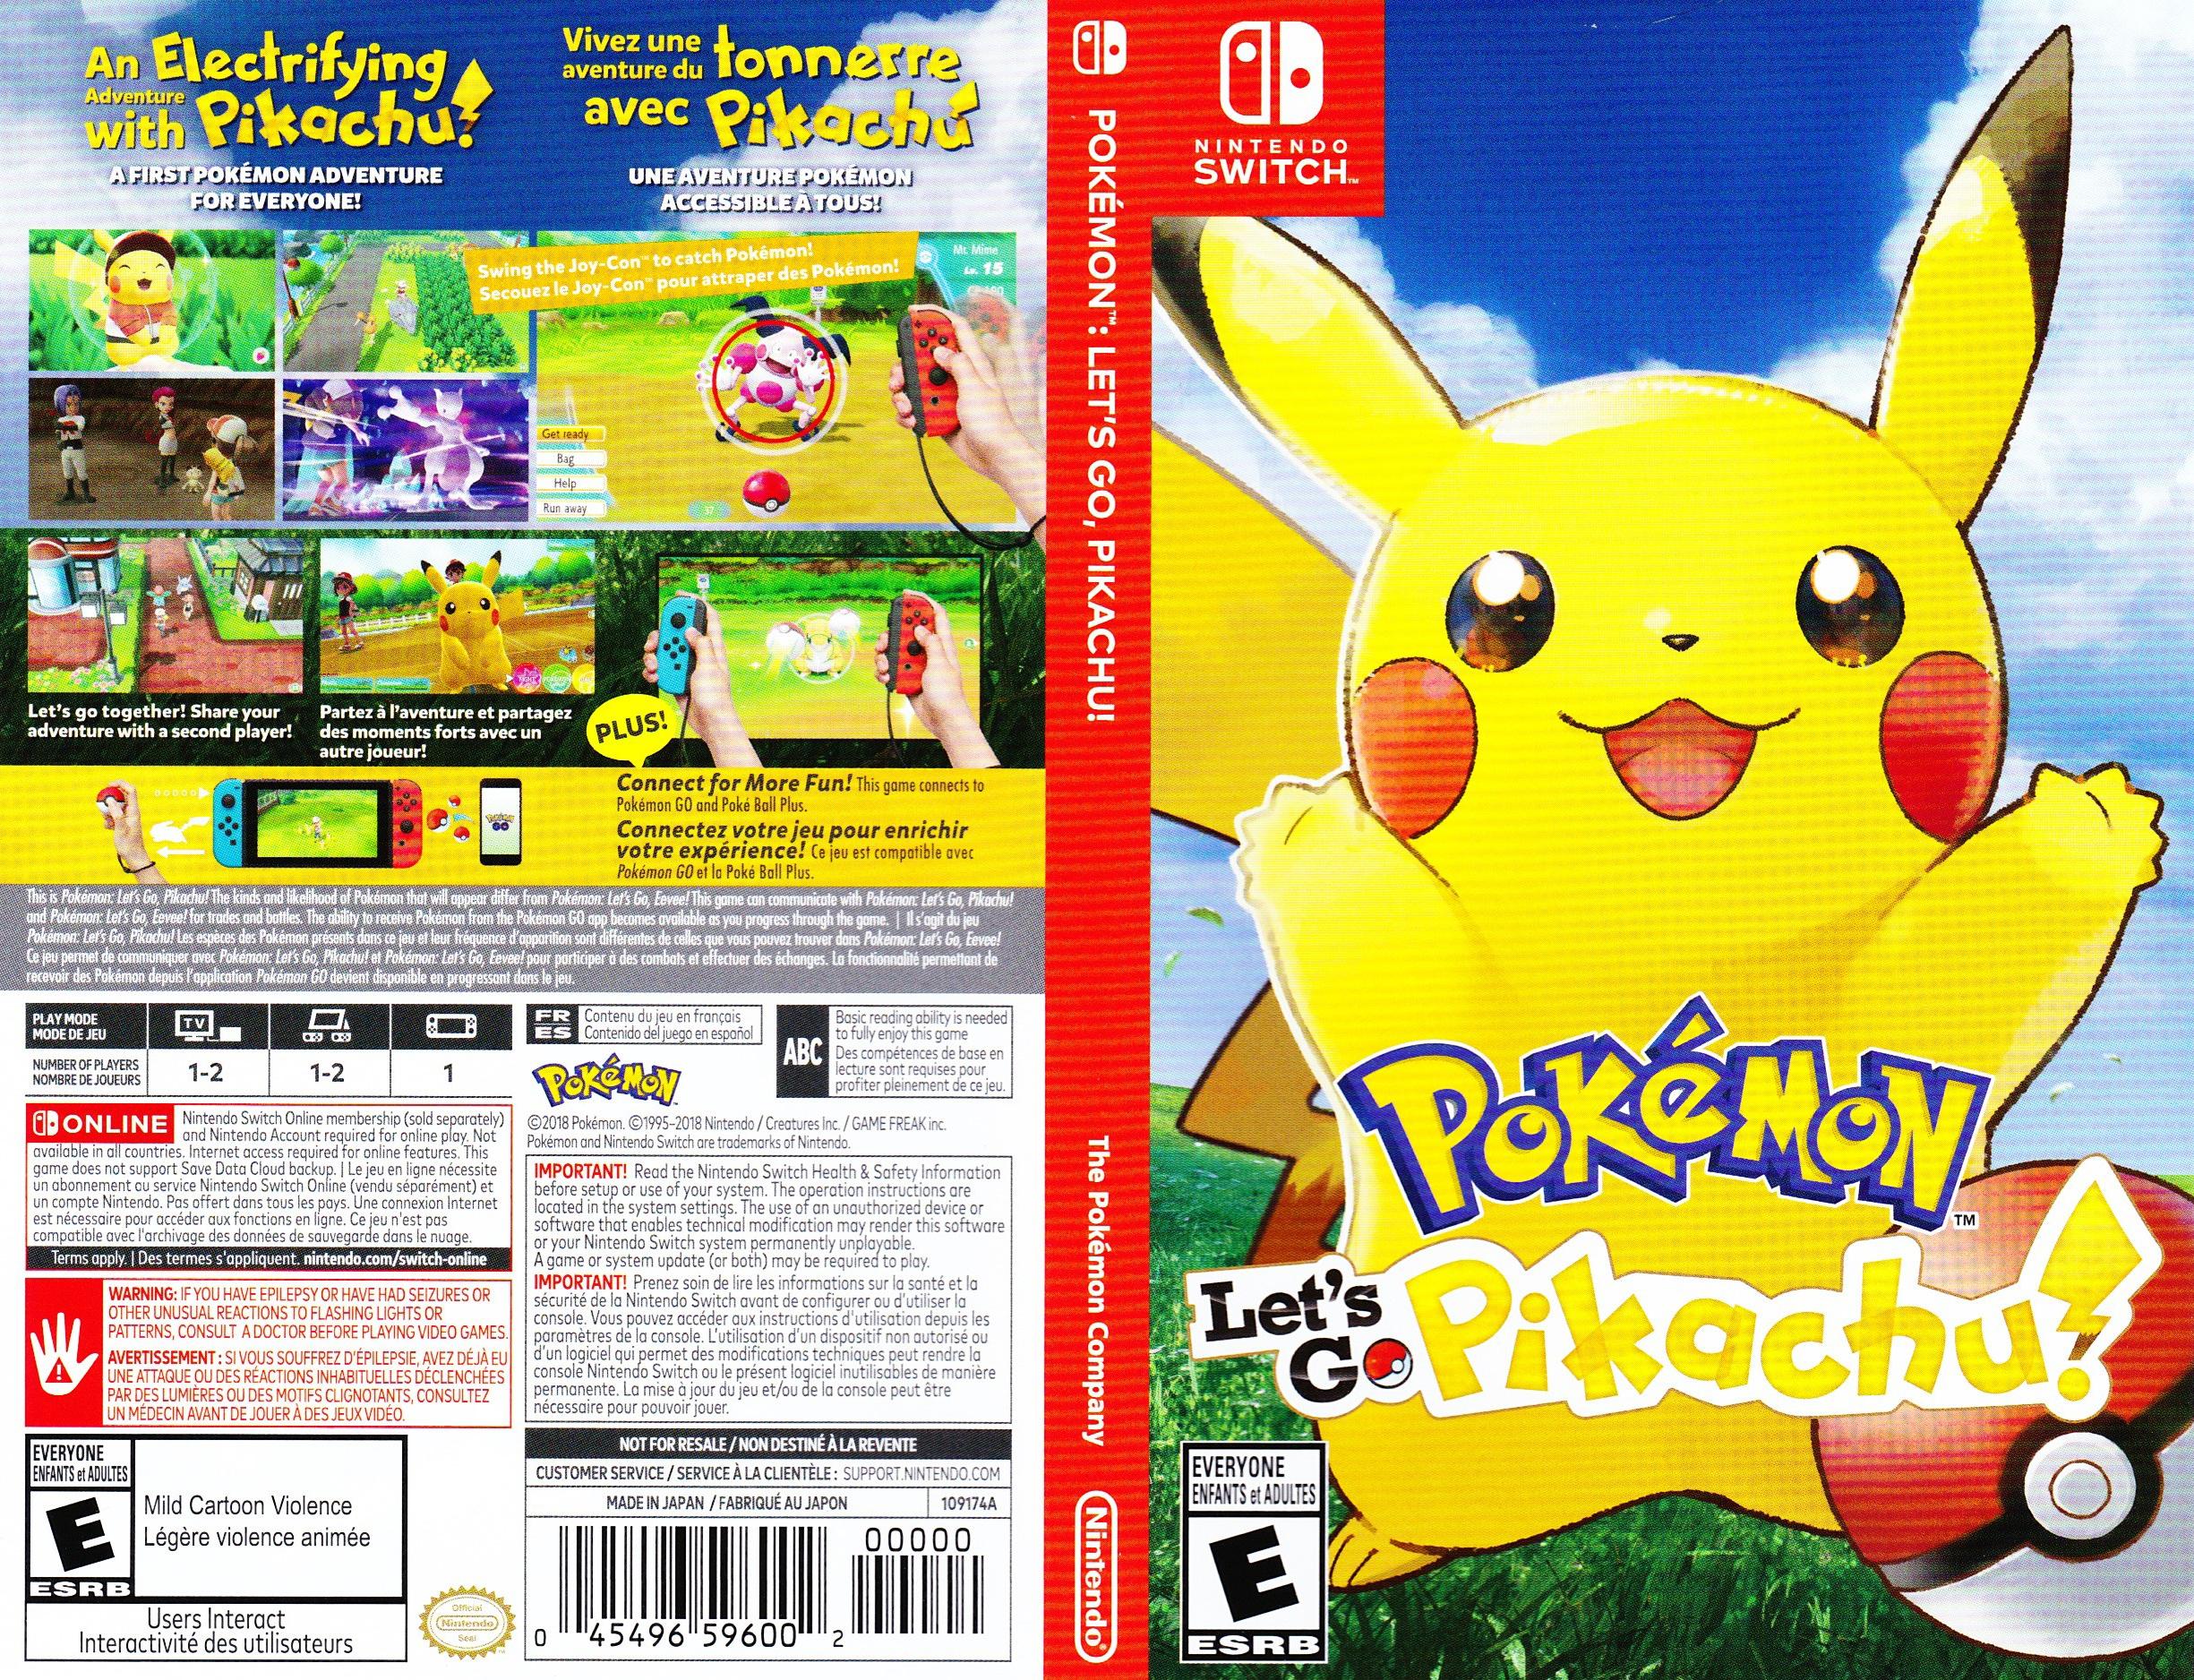 An Electrifying
Adventure
with Pikachu!
A FIRST POKÉMON ADVENTURE
FOR EVERYONE!
Vivez une
aventure du tonnerre
avec Pikachu
UNE AVENTURE POKÉMON
ACCESSIBLE À TOUS!
Swing the Joy-Con™ to catch Pokémon!
Secouez le Joy-Con™ pour attraper des Pokémon!
Mr. Mime
Lv. 15
Get ready
Bag
Help
Run away
37
Let's go together! Share your
adventure with a second player!
Partez à l'aventure et partagez
des moments forts avec un
autre joueur!
PLUS!
Connect for More Fun! This game connects to
Pokémon GO and Poké Ball Plus.
Connectez votre jeu pour enrichir
votre expérience! Ce jeu est compatible avec
Pokémon GO et la Poké Ball Plus.
Pokémon
GO
This is Pokémon: Let's Go, Pikachu! The kinds and likelihood of Pokémon that will appear differ from Pokémon: Let's Go, Eevee! This game can communicate with Pokémon: Let's Go, Pikachu!
and Pokémon: Let's Go, Eevee! for trades and battles. The ability to receive Pokémon from the Pokémon GO app becomes available as you progress through the game. | Il s'agit du jeu
Pokémon: Let's Go, Pikachu! Les espèces des Pokémon présents dans ce jeu et leur fréquence d'apparition sont différentes de celles que vous pouvez trouver dans Pokémon: Let's Go, Eevee!
Ce jeu permet de communiquer avec Pokémon: Let's Go, Pikachu! et Pokémon: Let's Go, Eevee! pour participer à des combats et effectuer des échanges. La fonctionnalité permettant de
recevoir des Pokémon depuis l'application Pokémon GO devient disponible en progressant dans le jeu.
PLAY MODE
MODE DE JEU
TV
NUMBER OF PLAYERS
NOMBRE DE JOUEURS
1-2
1-2
1
FR
ES
Contenu du jeu en français
Contenido del juego en español
ABC
Basic reading ability is needed
to fully enjoy this game
Des compétences de base en
lecture sont requises pour
profiter pleinement de ce jeu.
POKÉMON
©2018 Pokémon. ©1995-2018 Nintendo / Creatures Inc. / GAME FREAK inc.
Pokémon and Nintendo Switch are trademarks of Nintendo.
ONLINE
Nintendo Switch Online membership (sold separately)
and Nintendo Account required for online play. Not
available in all countries. Internet access required for online features. This
game does not support Save Data Cloud backup. | Le jeu en ligne nécessite
un abonnement au service Nintendo Switch Online (vendu séparément) et
un compte Nintendo. Pas offert dans tous les pays. Une connexion Internet
est nécessaire pour accéder aux fonctions en ligne. Ce jeu n'est pas
compatible avec l'archivage des données de sauvegarde dans le nuage.
Terms apply. | Des termes s'appliquent. nintendo.com/switch-online
WARNING: IF YOU HAVE EPILEPSY OR HAVE HAD SEIZURES OR
OTHER UNUSUAL REACTIONS TO FLASHING LIGHTS OR
PATTERNS, CONSULT A DOCTOR BEFORE PLAYING VIDEO GAMES.
AVERTISSEMENT : SI VOUS SOUFFREZ D'ÉPILEPSIE, AVEZ DÉJÀ EU
UNE ATTAQUE OU DES RÉACTIONS INHABITUELLES DÉCLENCHÉES
PAR DES LUMIÈRES OU DES MOTIFS CLIGNOTANTS, CONSULTEZ
UN MÉDECIN AVANT DE JOUER À DES JEUX VIDÉO.
IMPORTANT! Read the Nintendo Switch Health & Safety Information
before setup or use of your system. The operation instructions are
located in the system settings. The use of an unauthorized device or
software that enables technical modification may render this software
or your Nintendo Switch system permanently unplayable.
A game or system update (or both) may be required to play.
IMPORTANT! Prenez soin de lire les informations sur la santé et la
sécurité de la Nintendo Switch avant de configurer ou d'utiliser la
console. Vous pouvez accéder aux instructions d'utilisation depuis les
paramètres de la console. L'utilisation d'un dispositif non autorisé ou
d'un logiciel qui permet des modifications techniques peut rendre la
console Nintendo Switch ou le présent logiciel inutilisables de manière
permanente. La mise à jour du jeu et/ou de la console peut être
nécessaire pour pouvoir jouer.
NOT FOR RESALE / NON DESTINÉ À LA REVENTE
CUSTOMER SERVICE / SERVICE À LA CLIENTÈLE : SUPPORT.NINTENDO.COM
MADE IN JAPAN / FABRIQUÉ AU JAPON
109174A
00000
0 45496 59600 2
EVERYONE
ENFANTS et ADULTES
E
ESRB
Mild Cartoon Violence
Légère violence animée
Users Interact
Interactivité des utilisateurs
Official
Nintendo
Seal
POKÉMON™: LET'S GO, PIKACHU!
The Pokémon Company
Nintendo®
NINTENDO
SWITCH™
POKÉMON™
Let's
GO Pikachu!
EVERYONE
ENFANTS et ADULTES
E
ESRB